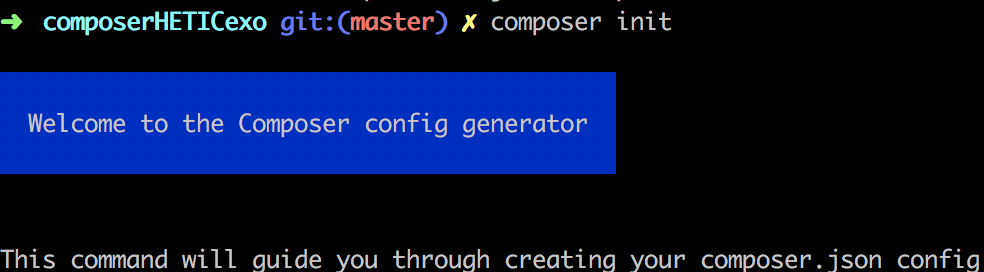 ➜ composerHETICexo git:(master) ✗ composer init
Welcome to the Composer config generator
This command will guide you through creating your composer.json config